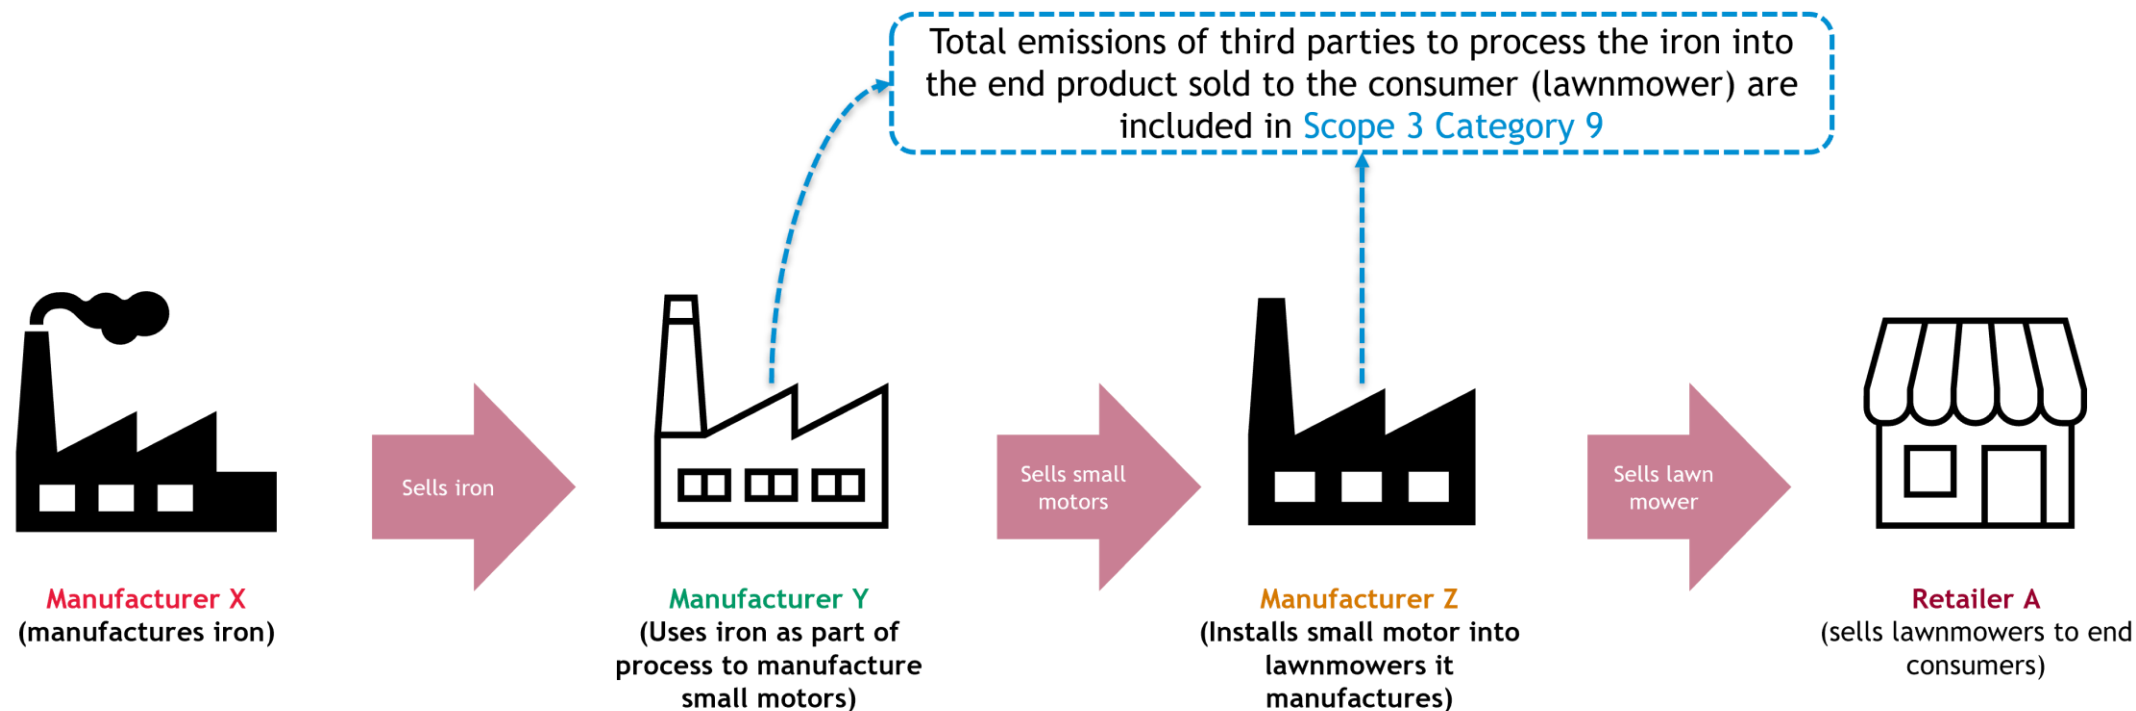 Total emissions of third parties to process the iron into
the end product sold to the consumer (lawnmower) are
included in Scope 3 Category 9
Sells iron
Sells small
motors
Sells lawn
mower
Manufacturer X
(manufactures iron)
Manufacturer Y
(Uses iron as part of
process to manufacture
small motors)
Manufacturer Z
(Installs small motor into
lawnmowers it
manufactures)
Retailer A
(sells lawnmowers to end
consumers)